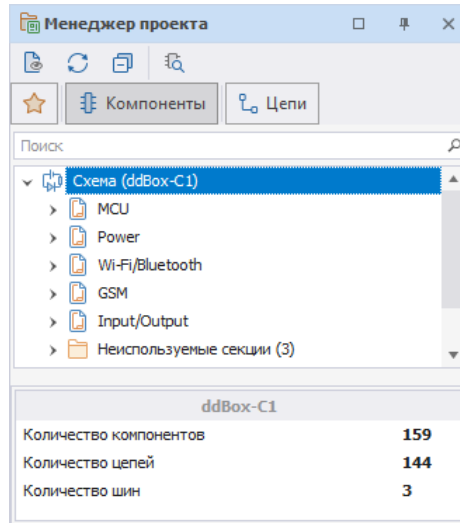 Менеджер проекта
Компоненты
Цепи
Поиск
Схема (ddBox-C1)
MCU
Power
Wi-Fi/Bluetooth
GSM
Input/Output
Неиспользуемые секции (3)
ddBox-C1
Количество компонентов 159
Количество цепей 144
Количество шин 3